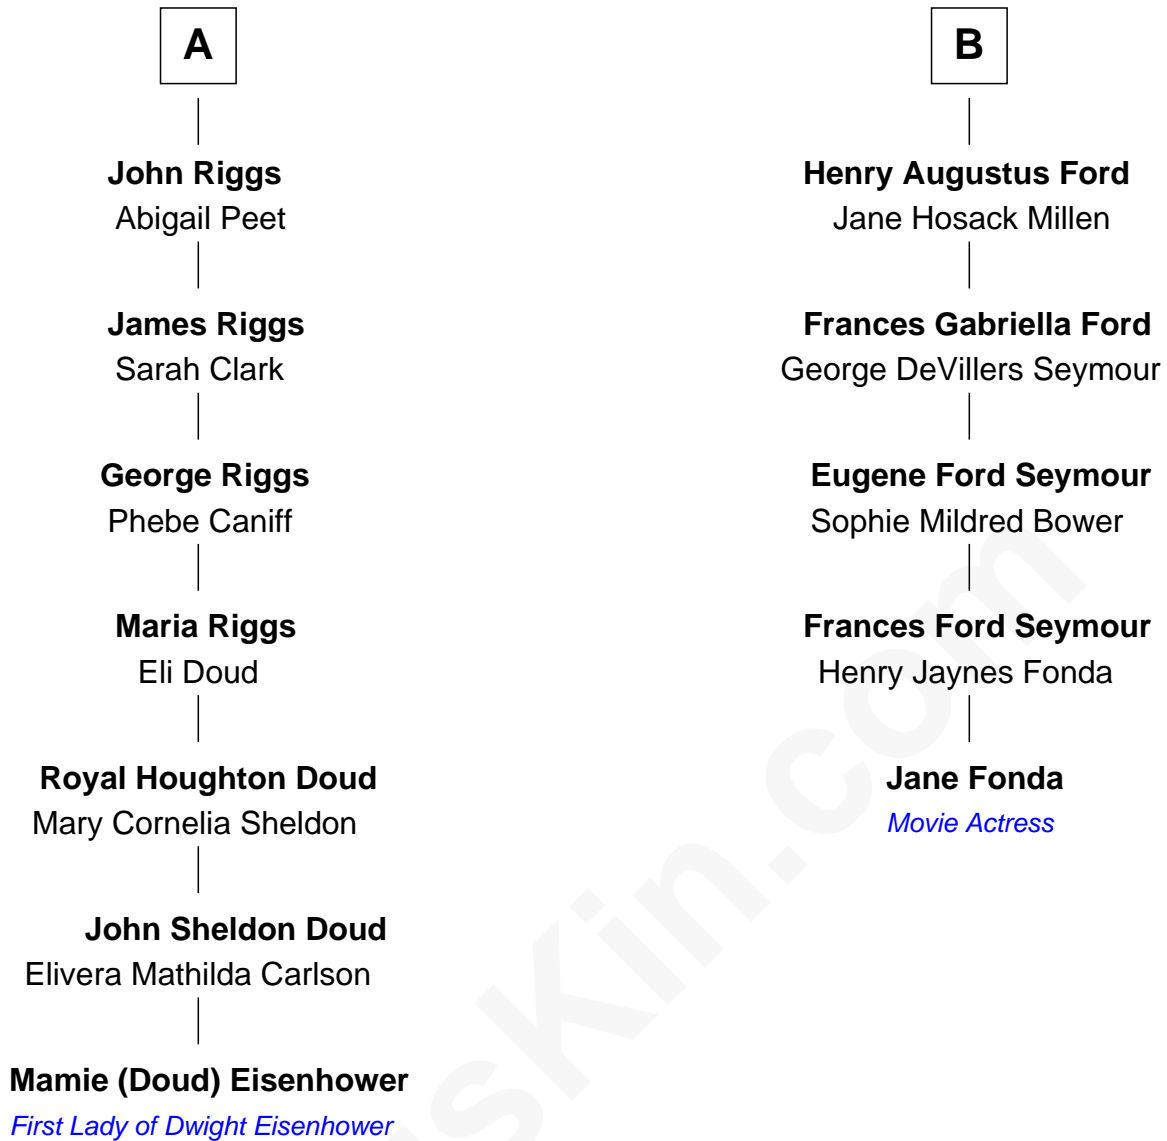 A
John Riggs
Abigail Peet
James Riggs
Sarah Clark
George Riggs
Phebe Caniff
Maria Riggs
Eli Doud
Royal Houghton Doud
Mary Cornelia Sheldon
John Sheldon Doud
Elivera Mathilda Carlson
Mamie (Doud) Eisenhower
First Lady of Dwight Eisenhower
B
Henry Augustus Ford
Jane Hosack Millen
Frances Gabriella Ford
George DeVillers Seymour
Eugene Ford Seymour
Sophie Mildred Bower
Frances Ford Seymour
Henry Jaynes Fonda
Jane Fonda
Movie Actress